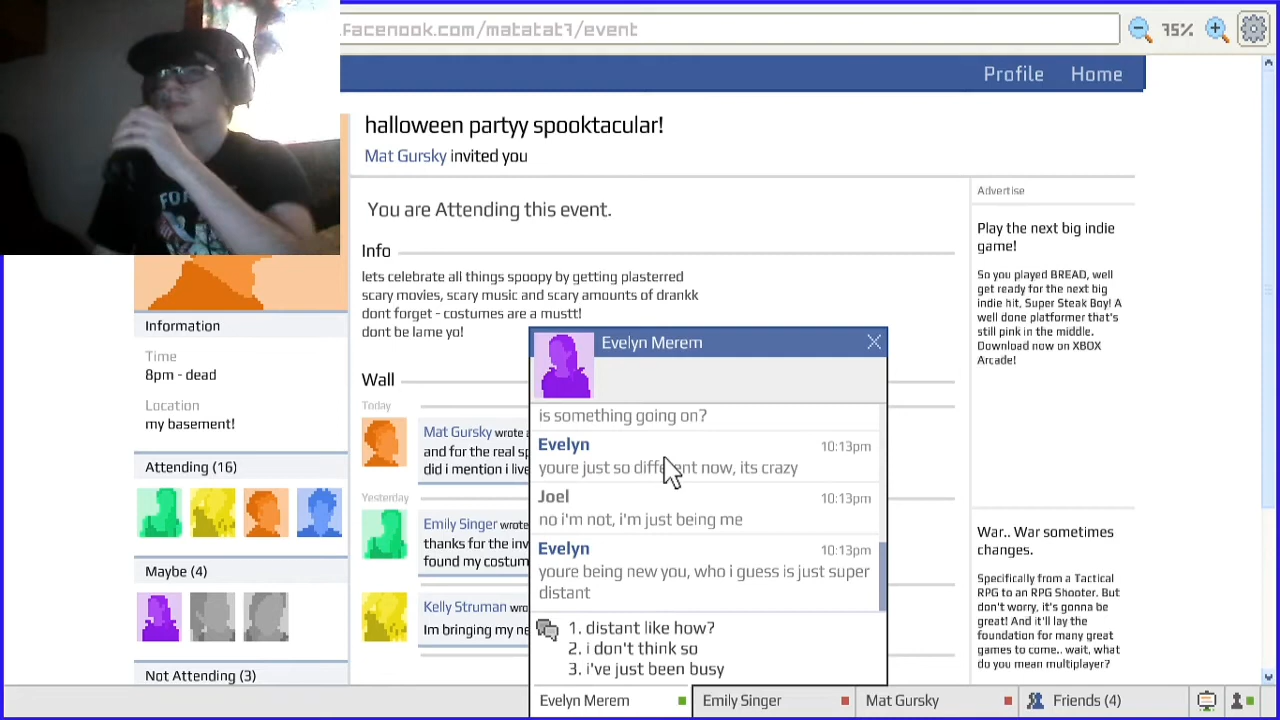 .facenook.com/matatat7/event
75%
Profile Home
halloween partyy spooktacular!
Mat Gursky invited you
You are Attending this event.
Info
lets celebrate all things spoopy by getting plasterred
scary movies, scary music and scary amounts of drankk
dont forget - costumes are a mustt!
dont be lame yo!
Wall
Today
Mat Gursky wrote
and for the real
did i mention i live
Yesterday
Emily Singer wrote
thanks for the
found my costum
Kelly Struman
Im bringing my
Information
Time
8pm - dead
Location
my basement!
Attending (16)
Maybe (4)
Not Attending (3)
Advertise
Play the next big indie
game!
So you played BREAD, well
get ready for the next big
indie hit, Super Steak Boy! A
well done platformer that's
still pink in the middle.
Download now on XBOX
Arcade!
War.. War sometimes
changes.
Specifically from a Tactical
RPG to an RPG Shooter. But
don't worry, it's gonna be
great! And it'll lay the
foundation for many great
games to come.. wait, what
do you mean multiplayer?
Evelyn Merem
is something going on?
Evelyn 10:13pm
youre just so different now, its crazy
Joel 10:13pm
no i'm not, i'm just being me
Evelyn 10:13pm
youre being new you, who i guess is just super
distant
1. distant like how?
2. i don't think so
3. i've just been busy
Evelyn Merem
Emily Singer
Mat Gursky
Friends (4)